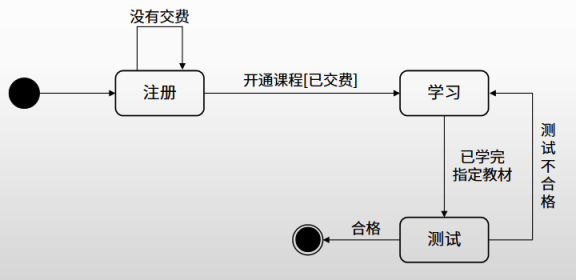 没有交费
注册
开通课程[已交费]
学习
已学完
指定教材
测试不合格
合格
测试